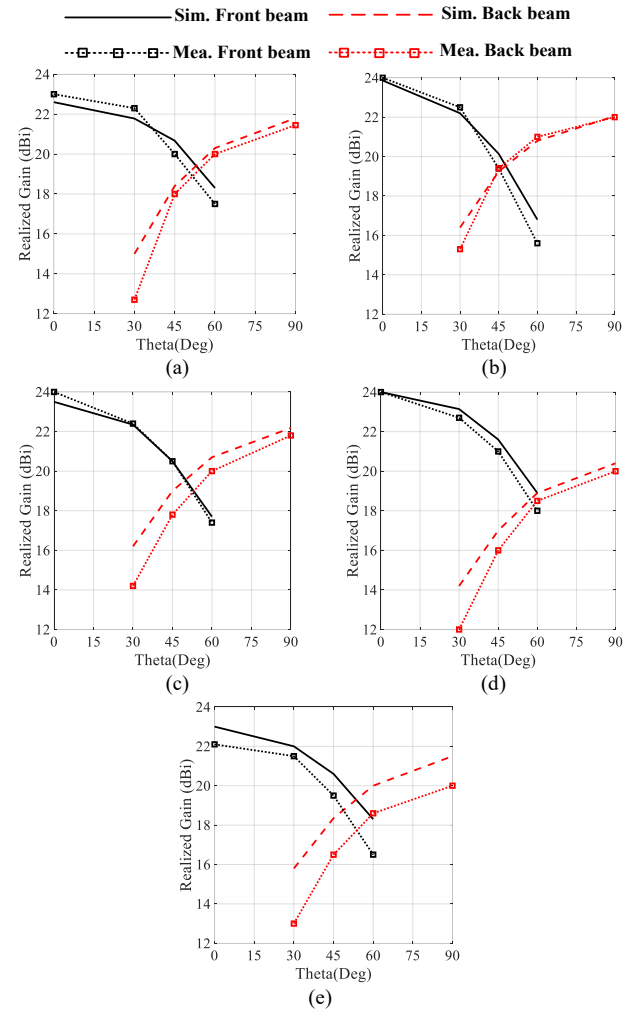 Sim. Front beam Sim. Back beam
Mea. Front beam Mea. Back beam
24
22
20
18
16
14
12
0 15 30 45 60 75 90
Realized Gain (dBi)
Theta(Deg)
(a)
24
22
20
18
16
14
12
0 15 30 45 60 75 90
Realized Gain (dBi)
Theta(Deg)
(b)
24
22
20
18
16
14
12
0 15 30 45 60 75 90
Realized Gain (dBi)
Theta(Deg)
(c)
24
22
20
18
16
14
12
0 15 30 45 60 75 90
Realized Gain (dBi)
Theta(Deg)
(d)
24
22
20
18
16
14
12
0 15 30 45 60 75 90
Realized Gain (dBi)
Theta(Deg)
(e)